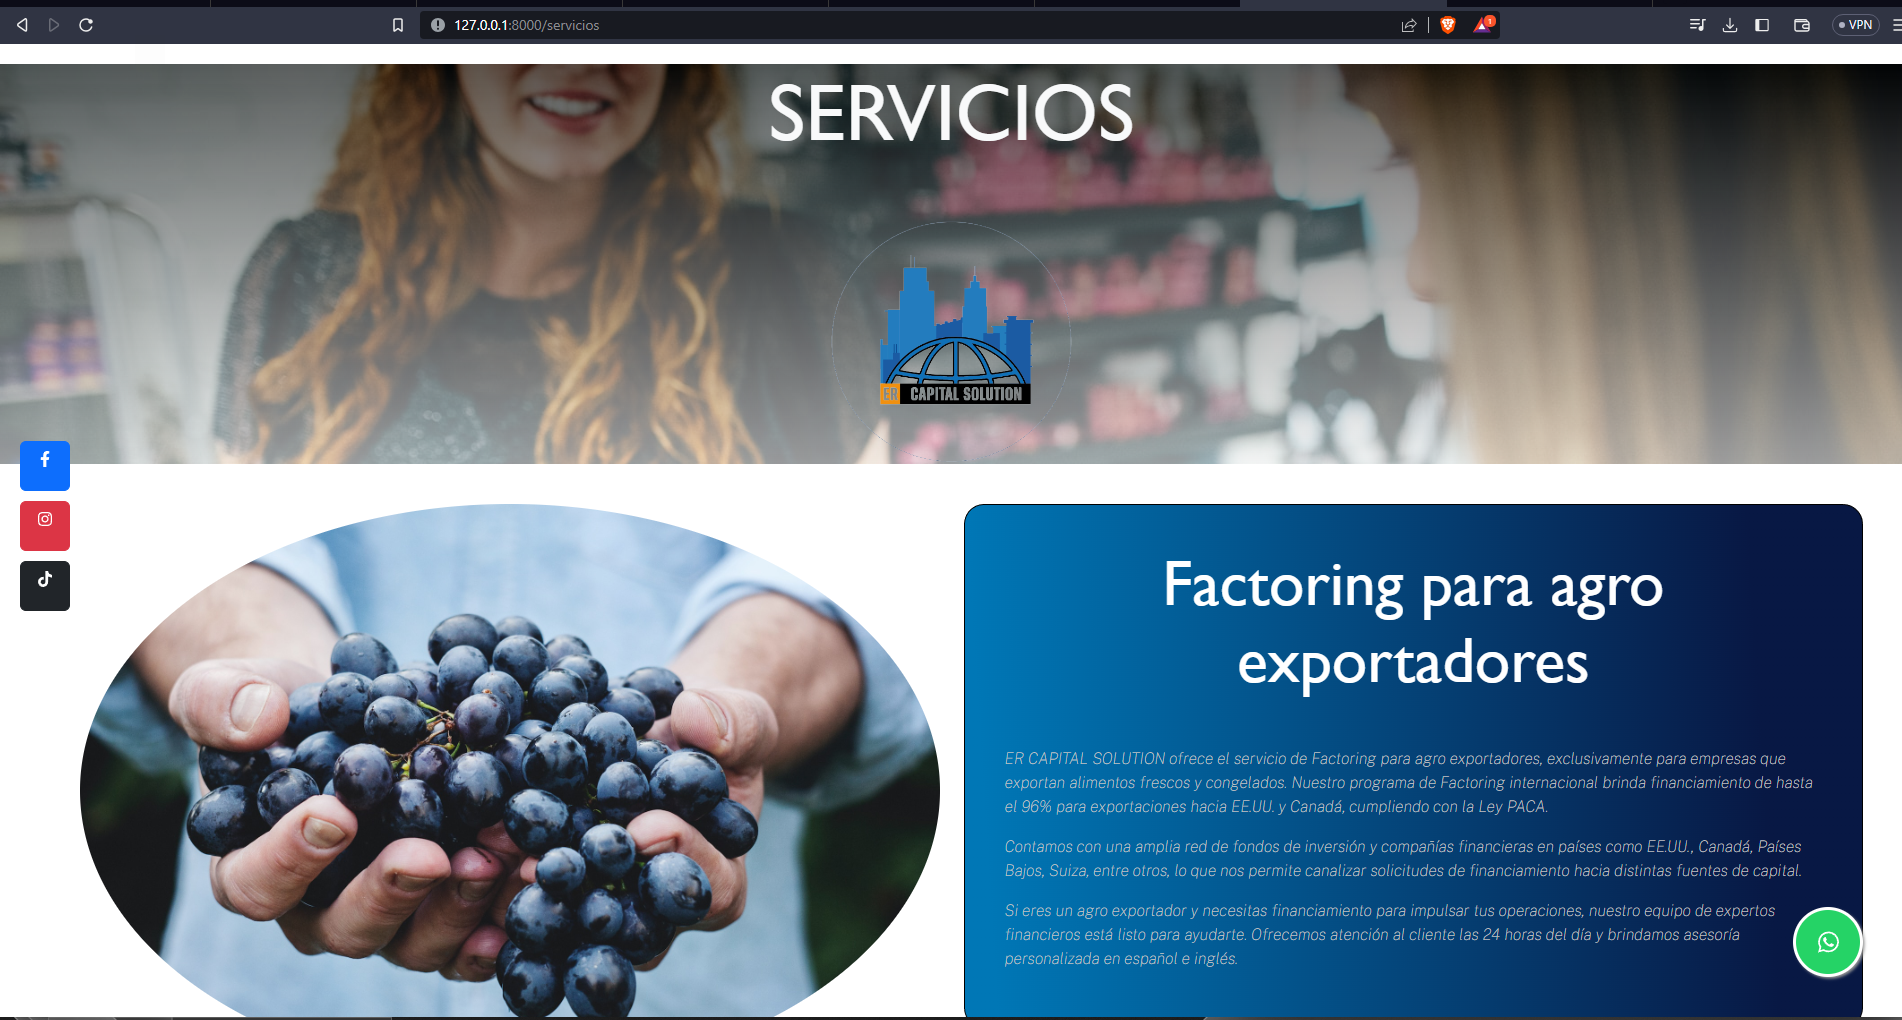 127.0.0.1:8000/servicios
1
VPN
SERVICIOS
ER CAPITAL SOLUTION
Factoring para agro
exportadores
ER CAPITAL SOLUTION ofrece el servicio de Factoring para agro exportadores, exclusivamente para empresas que
exportan alimentos frescos y congelados. Nuestro programa de Factoring internacional brinda financiamiento de hasta
el 96% para exportaciones hacia EE.UU. y Canadá, cumpliendo con la Ley PACA.
Contamos con una amplia red de fondos de inversión y compañías financieras en países como EE.UU., Canadá, Países
Bajos, Suiza, entre otros, lo que nos permite canalizar solicitudes de financiamiento hacia distintas fuentes de capital.
Si eres un agro exportador y necesitas financiamiento para impulsar tus operaciones, nuestro equipo de expertos
financieros está listo para ayudarte. Ofrecemos atención al cliente las 24 horas del día y brindamos asesoría
personalizada en español e inglés.